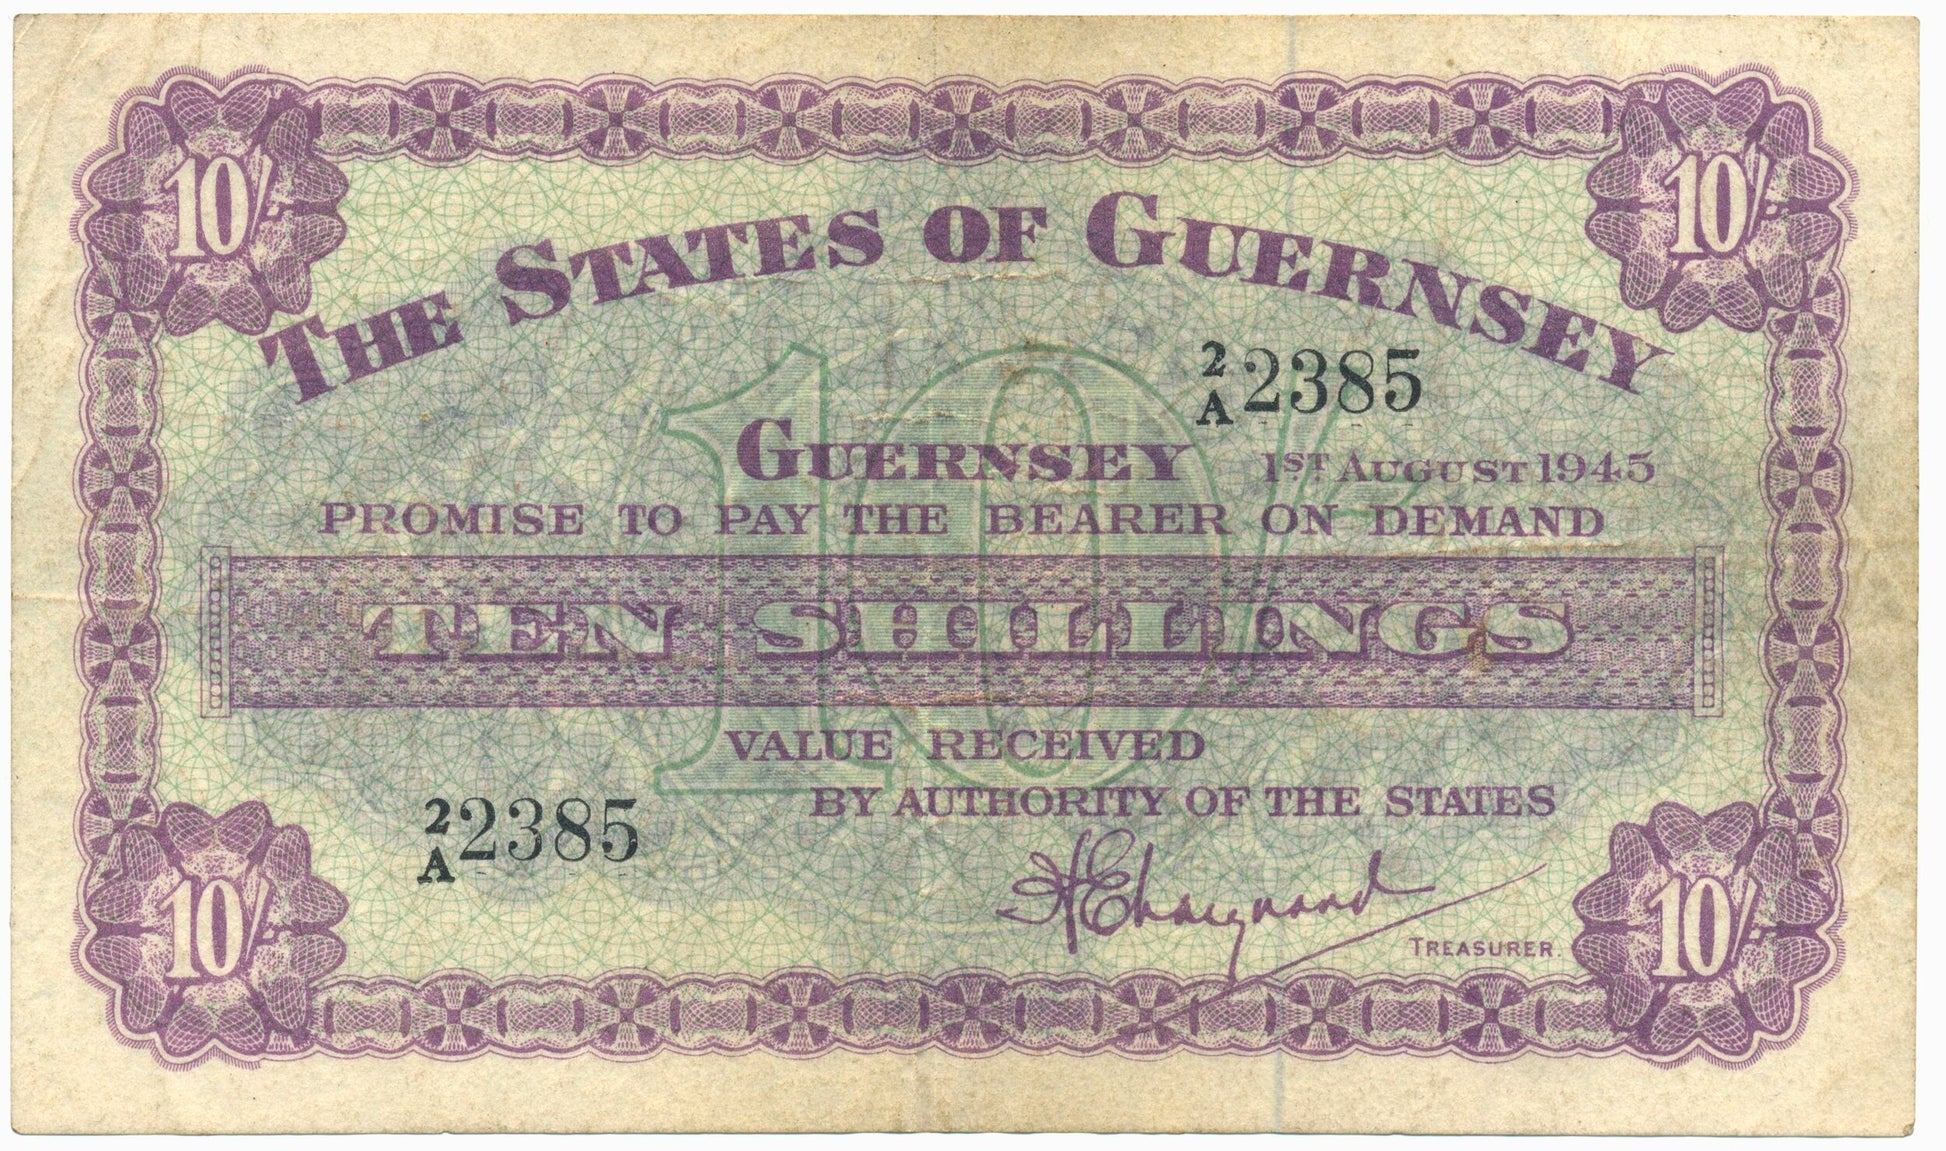 10/- 10/-
THE STATES OF GUERNSEY
2/A 2385
GUERNSEY 1ST AUGUST 1945
PROMISE TO PAY THE BEARER ON DEMAND
10/-
TEN SHILLINGS
VALUE RECEIVED
BY AUTHORITY OF THE STATES
2/A 2385
TREASURER.
10/- 10/-